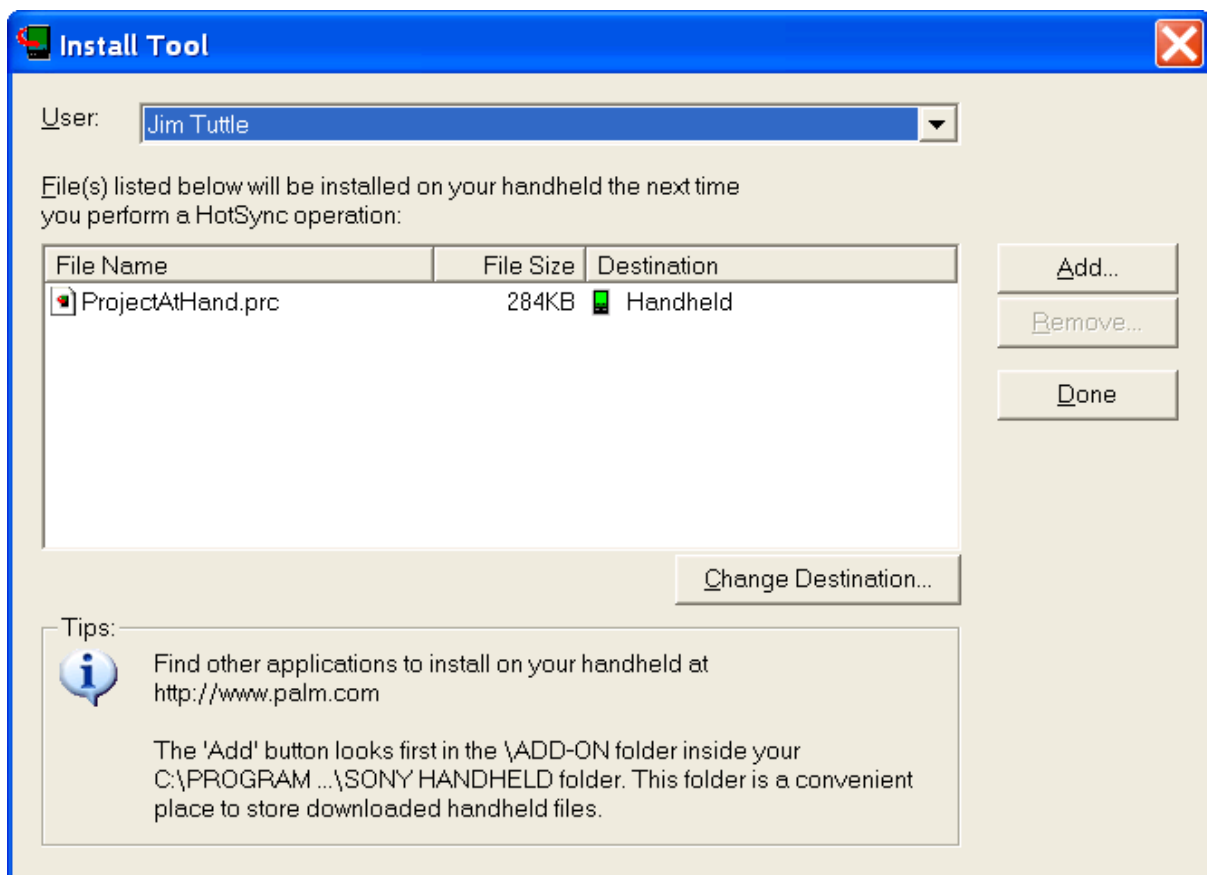 Install Tool
User: Jim Tuttle
File(s) listed below will be installed on your handheld the next time
you perform a HotSync operation:
File Name File Size Destination
ProjectAtHand.prc 284KB Handheld
Add...
Remove...
Done
Change Destination...
Tips:
Find other applications to install on your handheld at
http://www.palm.com
The 'Add' button looks first in the \ADD-ON folder inside your
C:\PROGRAM ...\SONY HANDHELD folder. This folder is a convenient
place to store downloaded handheld files.